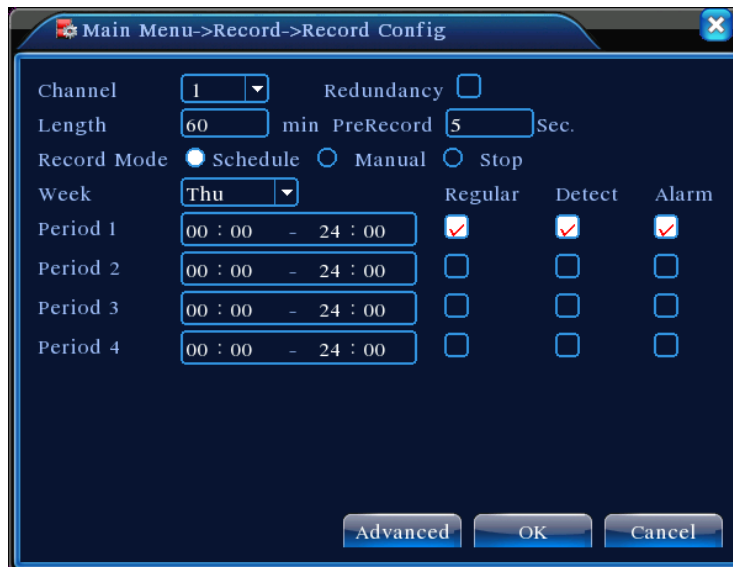 Main Menu->Record->Record Config
Channel 1 Redundancy
Length 60 min PreRecord 5 Sec.
Record Mode Schedule Manual Stop
Week Thu Regular Detect Alarm
Period 1 00 : 00 - 24 : 00
Period 2 00 : 00 - 24 : 00
Period 3 00 : 00 - 24 : 00
Period 4 00 : 00 - 24 : 00
Advanced OK Cancel